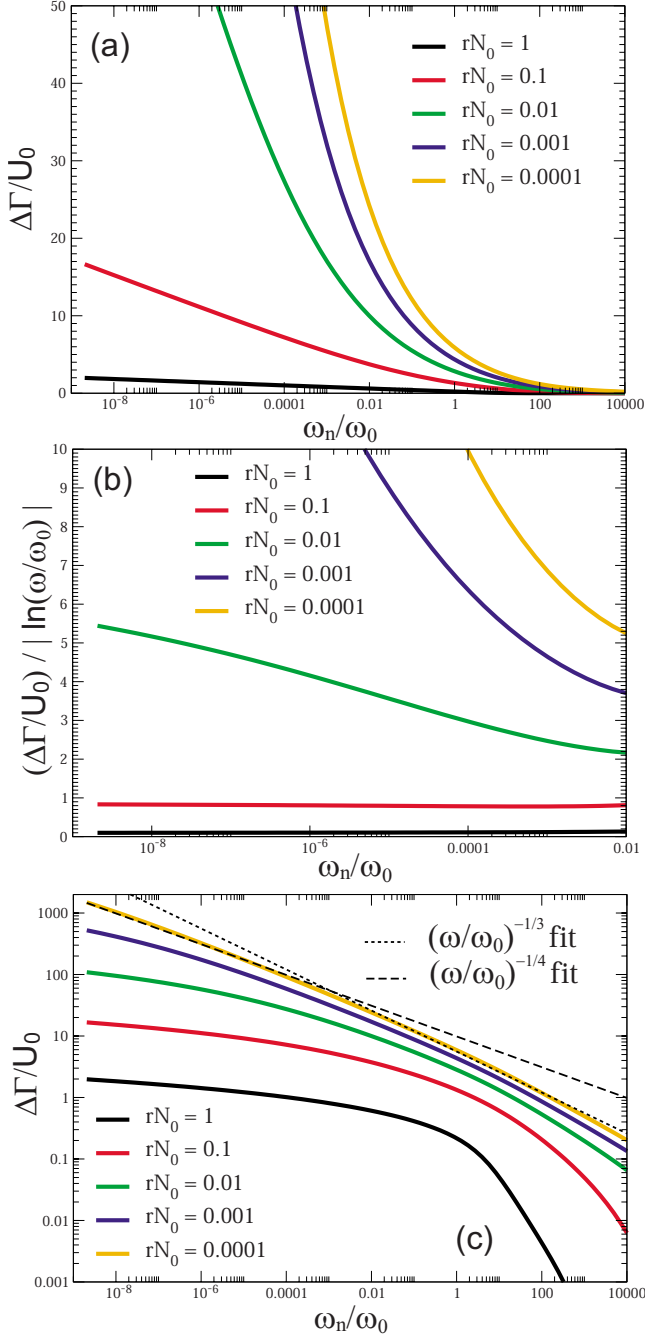 (a)
rN₀ = 1
rN₀ = 0.1
rN₀ = 0.01
rN₀ = 0.001
rN₀ = 0.0001
ΔΓ/U₀
50
40
30
20
10
0
10⁻⁸ 10⁻⁶ 0.0001 0.01 1 100 10000
ωₙ/ω₀
(b)
rN₀ = 1
rN₀ = 0.1
rN₀ = 0.01
rN₀ = 0.001
rN₀ = 0.0001
(ΔΓ/U₀) / | ln(ω/ω₀) |
10
9
8
7
6
5
4
3
2
1
0
10⁻⁸ 10⁻⁶ 0.0001 0.01
ωₙ/ω₀
(ω/ω₀)⁻¹/³ fit
(ω/ω₀)⁻¹/⁴ fit
ΔΓ/U₀
1000
100
10
1
0.1
0.01
0.001
rN₀ = 1
rN₀ = 0.1
rN₀ = 0.01
rN₀ = 0.001
rN₀ = 0.0001
(c)
10⁻⁸ 10⁻⁶ 0.0001 0.01 1 100 10000
ωₙ/ω₀